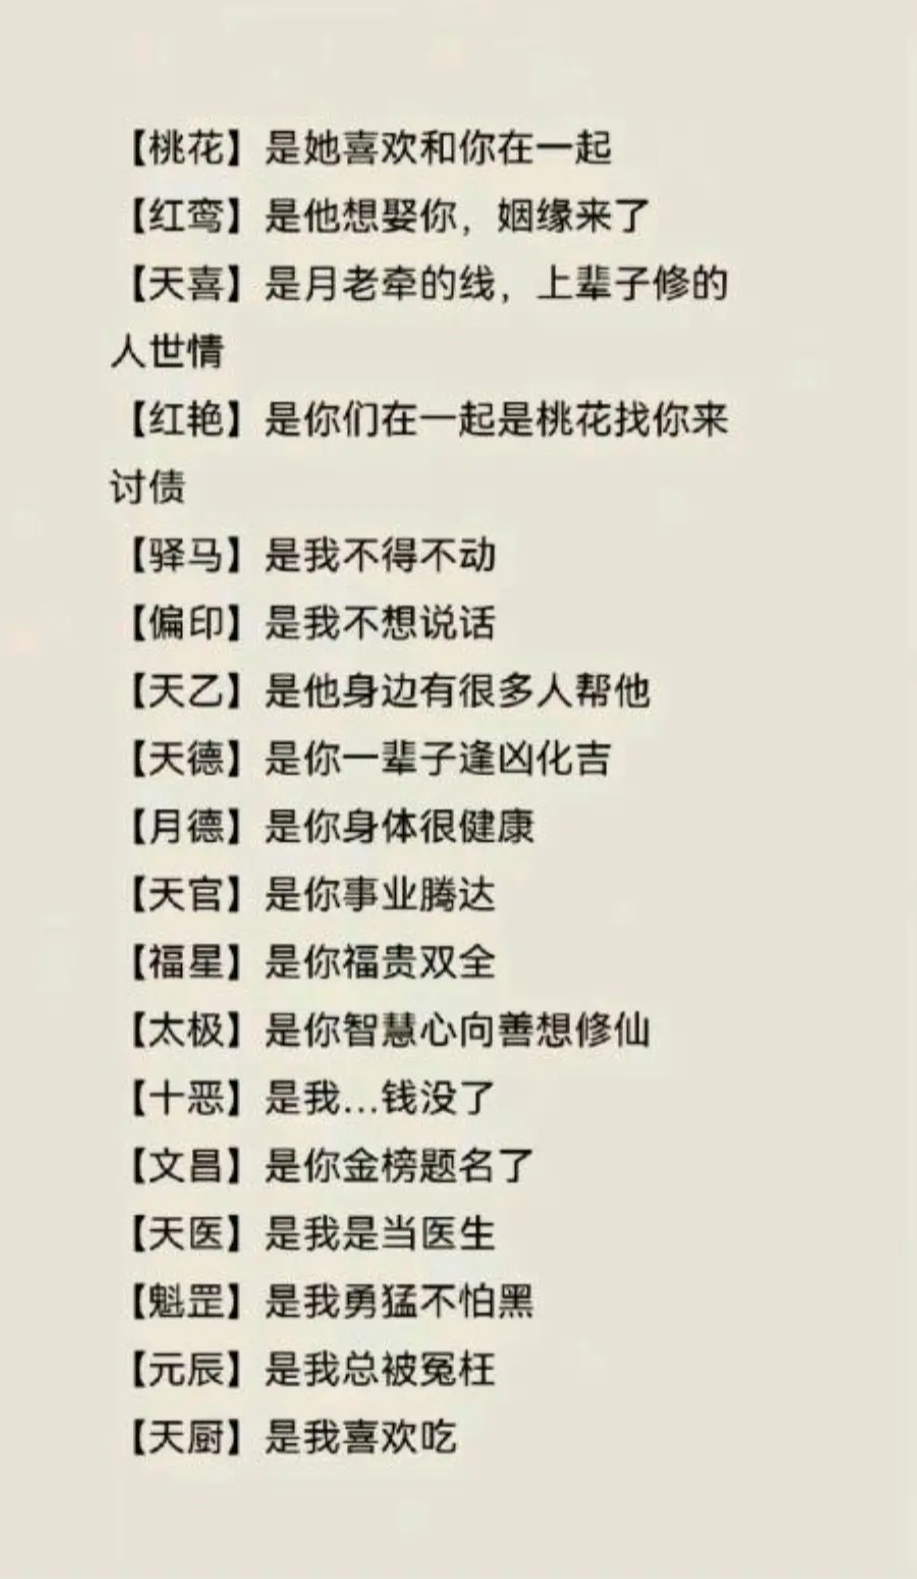 【桃花】是她喜欢和你在一起
【红鸾】是他想娶你，姻缘来了
【天喜】是月老牵的线，上辈子修的
人世情
【红艳】是你们在一起是桃花找你来
讨债
【驿马】是我不得不动
【偏印】是我不想说话
【天乙】是他身边有很多人帮他
【天德】是你一辈子逢凶化吉
【月德】是你身体很健康
【天官】是你事业腾达
【福星】是你福贵双全
【太极】是你智慧心向善想修仙
【十恶】是我...钱没了
【文昌】是你金榜题名了
【天医】是我是当医生
【魁罡】是我勇猛不怕黑
【元辰】是我总被冤枉
【天厨】是我喜欢吃